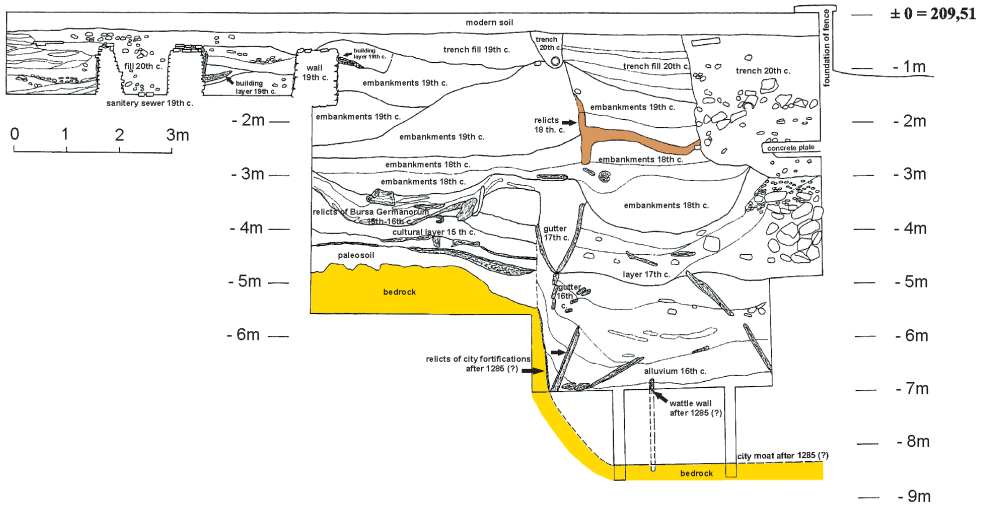 ± 0 = 209,51
modern soil
foundation of fence
trench
20th c.
trench fill 19th c.
building
layer 19th c.
fill 20th c.
wall
19th c.
trench fill 20th c.
trench 20th c.
- 1m
building
layer 19th c.
embankments 19th c.
sanitery sewer 19th c.
embankments 19th c.
embankments 19th c.
relicts
18 th. c.
- 2m
- 2m
0 1 2 3m
embankments 19th c.
concrete plate
embankments 18th c.
- 3m
- 3m
embankments 18th c.
embankments 18th c.
relicts of Bursa Germanorum
15th-16th c.
- 4m
- 4m
cultural layer 15 th c.
gutter
17th c.
paleosoil
layer 17th c.
- 5m
- 5m
bedrock
gutter
16th
c.
- 6m
- 6m
relicts of city fortifications
after 1285 (?)
alluvium 16th c.
- 7m
wattle wall
after 1285 (?)
- 8m
city moat after 1285 (?)
bedrock
- 9m